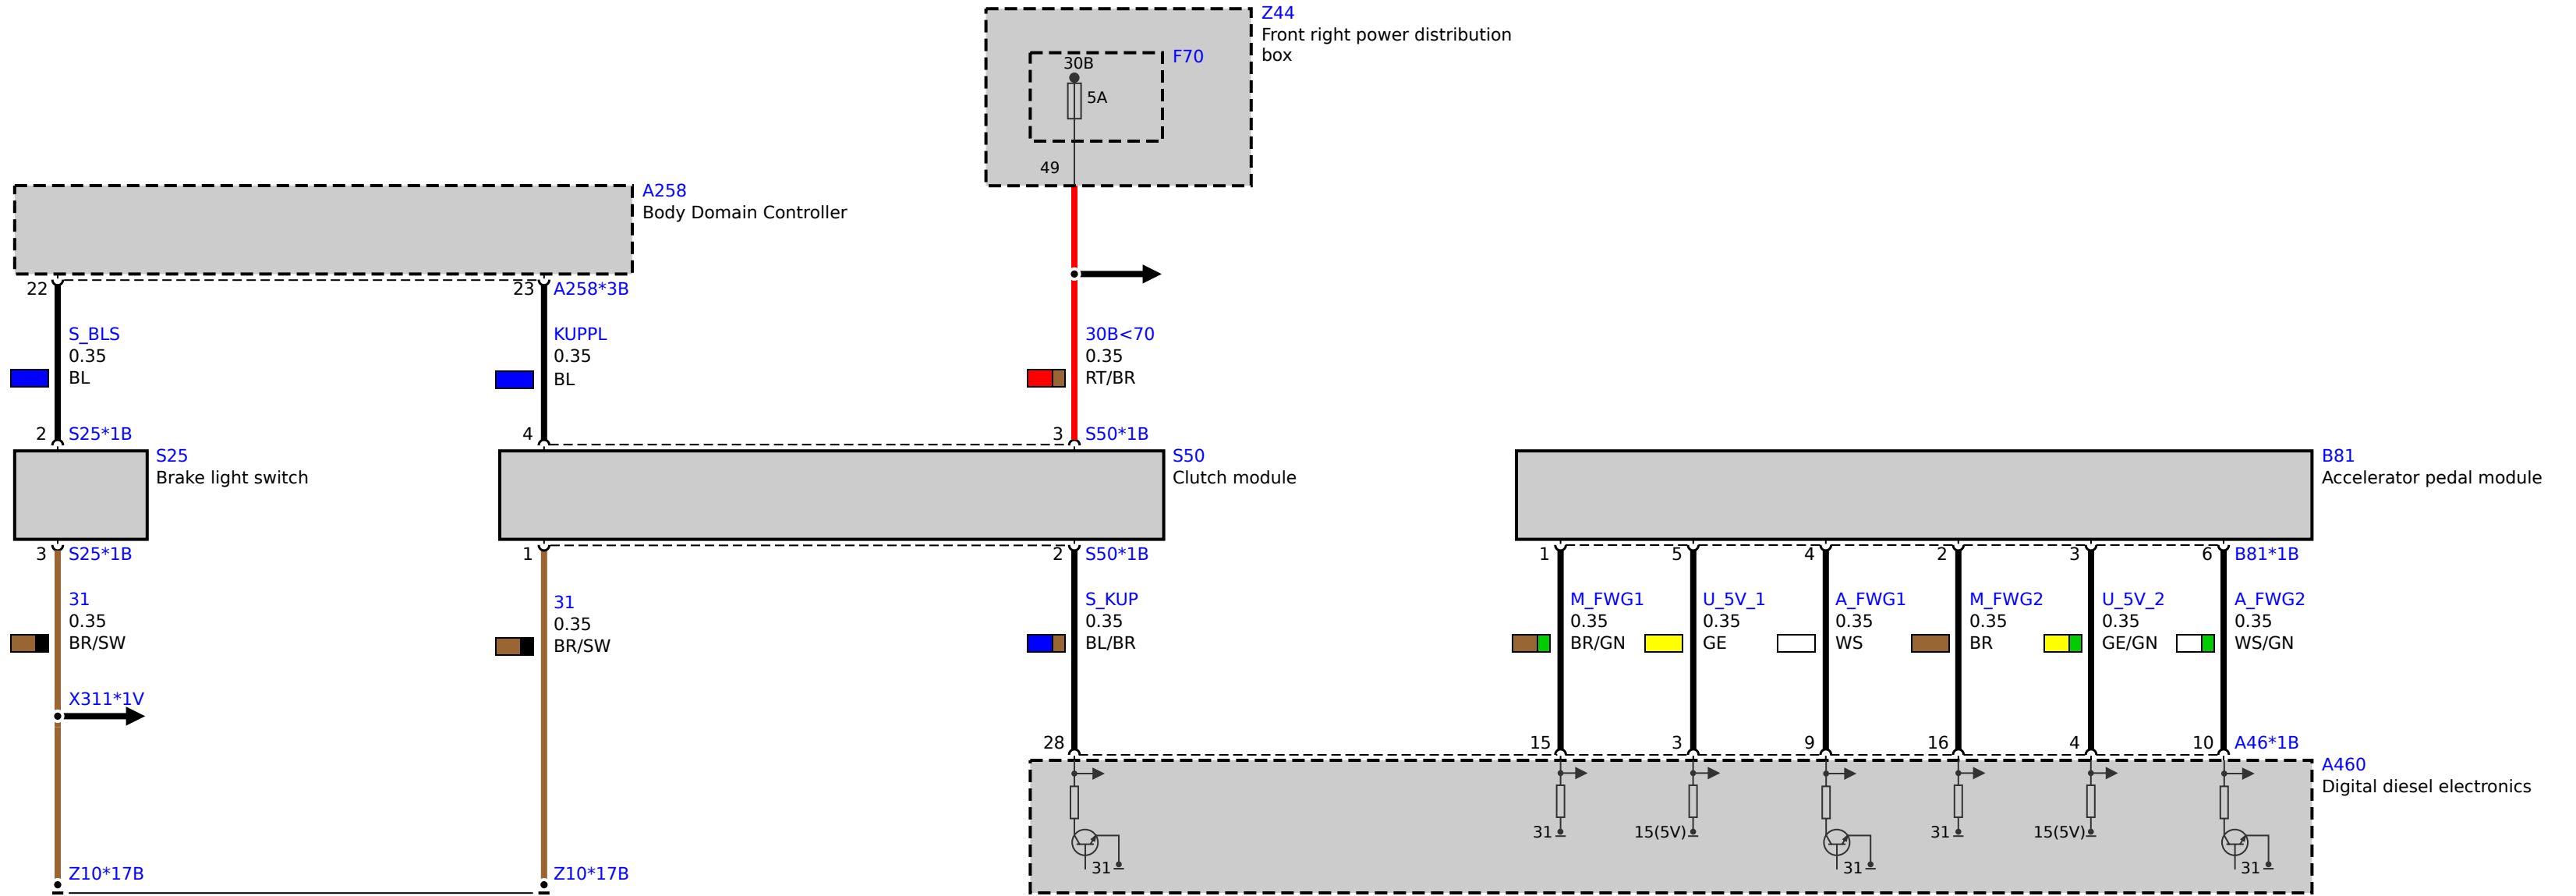 Z44
Front right power distribution
box
F70
30B
5A
49
A258
Body Domain Controller
22
23
A258*3B
S_BLS
0.35
BL
KUPPL
0.35
BL
30B<70
0.35
RT/BR
2
S25*1B
4
3
S50*1B
S25
Brake light switch
S50
Clutch module
B81
Accelerator pedal module
3
S25*1B
1
2
S50*1B
1
5
4
2
3
6
B81*1B
31
0.35
BR/SW
31
0.35
BR/SW
S_KUP
0.35
BL/BR
M_FWG1
0.35
BR/GN
U_5V_1
0.35
GE
A_FWG1
0.35
WS
M_FWG2
0.35
BR
U_5V_2
0.35
GE/GN
A_FWG2
0.35
WS/GN
X311*1V
28
15
3
9
16
4
10
A46*1B
A460
Digital diesel electronics
31
15(5V)
31
15(5V)
31
31
31
Z10*17B
Z10*17B